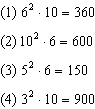 (1) 6² · 10 = 360
(2) 10² · 6 = 600
(3) 5² · 6 = 150
(4) 3² · 10 = 900